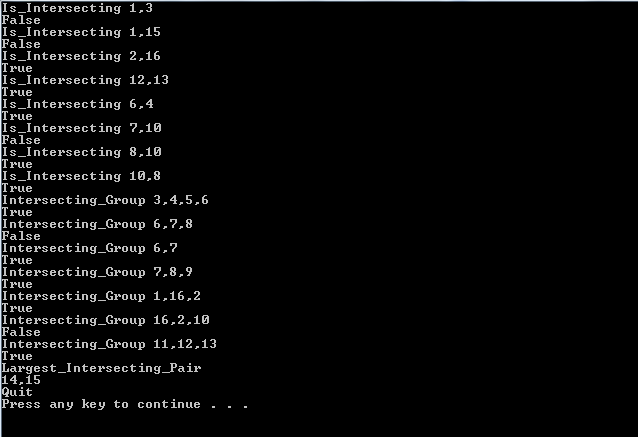 Is_Intersecting 1,3
False
Is_Intersecting 1,15
False
Is_Intersecting 2,16
True
Is_Intersecting 12,13
True
Is_Intersecting 6,4
True
Is_Intersecting 7,10
False
Is_Intersecting 8,10
True
Is_Intersecting 10,8
True
Intersecting_Group 3,4,5,6
True
Intersecting_Group 6,7,8
False
Intersecting_Group 6,7
True
Intersecting_Group 7,8,9
True
Intersecting_Group 1,16,2
True
Intersecting_Group 16,2,10
False
Intersecting_Group 11,12,13
True
Largest_Intersecting_Pair
14,15
Quit
Press any key to continue . . .